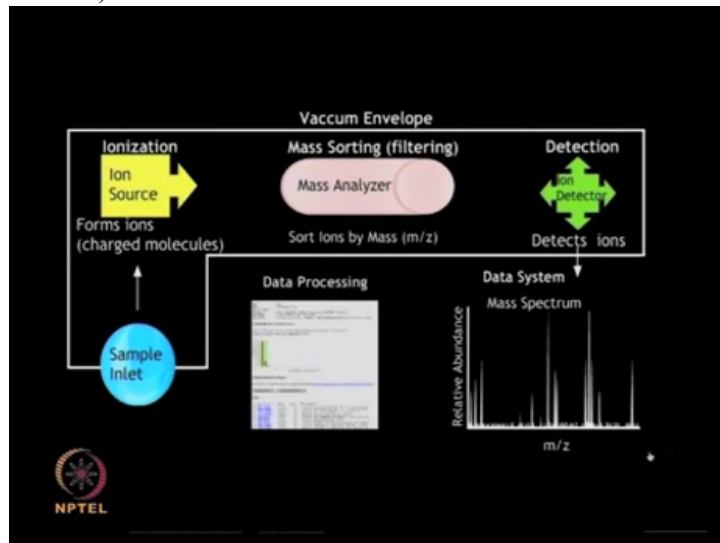 Vaccum Envelope
Ionization
Mass Sorting (filtering)
Detection
Ion
Source
Mass Analyzer
Ion
Detector
Forms ions
(charged molecules)
Sort Ions by Mass (m/z)
Detects ions
Data Processing
Data System
Mass Spectrum
Sample
Inlet
Relative Abundance
m/z
NPTEL